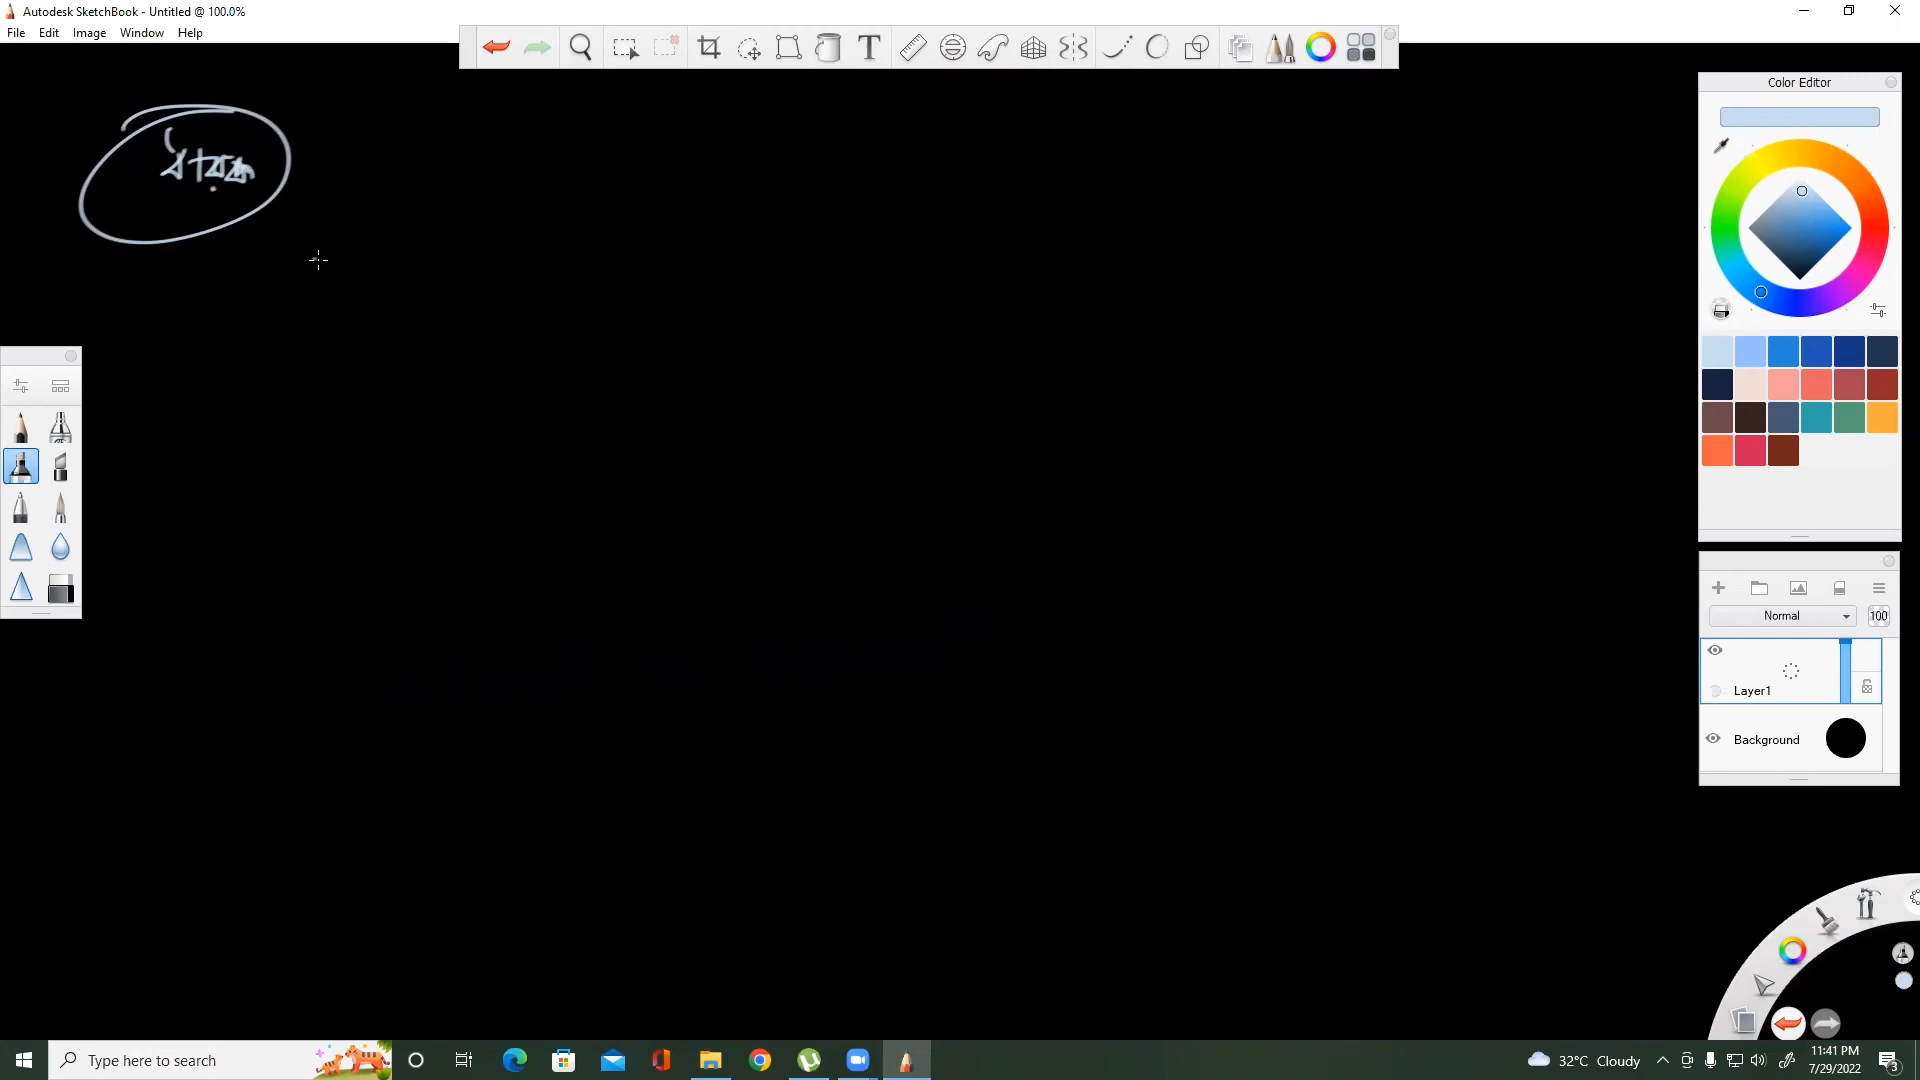 Autodesk SketchBook - Untitled @ 100.0%
File Edit Image Window Help
T
Color Editor
Normal 100
Layer1
Background
Type here to search
32°C Cloudy
11:41 PM
7/29/2022
3